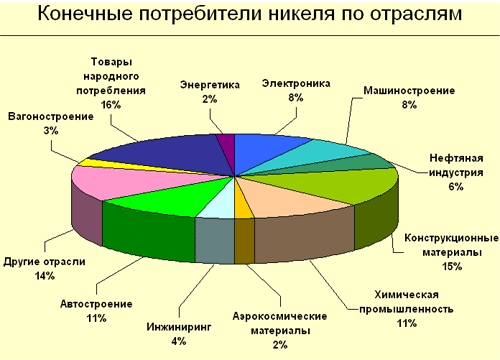 Конечные потребители никеля по отраслям
Товары
народного
потребления
16%
Энергетика
2%
Электроника
8%
Машиностроение
8%
Вагоностроение
3%
Нефтяная
индустрия
6%
Конструкционные
материалы
15%
Химическая
промышленность
11%
Аэрокосмические
материалы
2%
Инжиниринг
4%
Автостроение
11%
Другие отрасли
14%